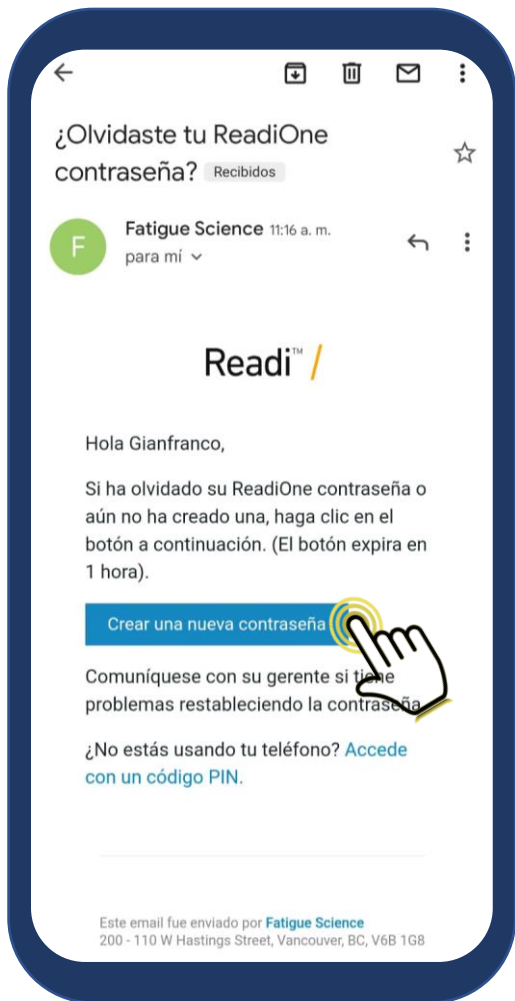 ¿Olvidaste tu ReadiOne
contraseña? Recibidos
F
Fatigue Science 11:16 a. m.
para mí
Readi™ /
Hola Gianfranco,
Si ha olvidado su ReadiOne contraseña o
aún no ha creado una, haga clic en el
botón a continuación. (El botón expira en
1 hora).
Crear una nueva contraseña
Comuníquese con su gerente si tiene
problemas restableciendo la contraseña
¿No estás usando tu teléfono? Accede
con un código PIN.
Este email fue enviado por Fatigue Science
200 - 110 W Hastings Street, Vancouver, BC, V6B 1G8